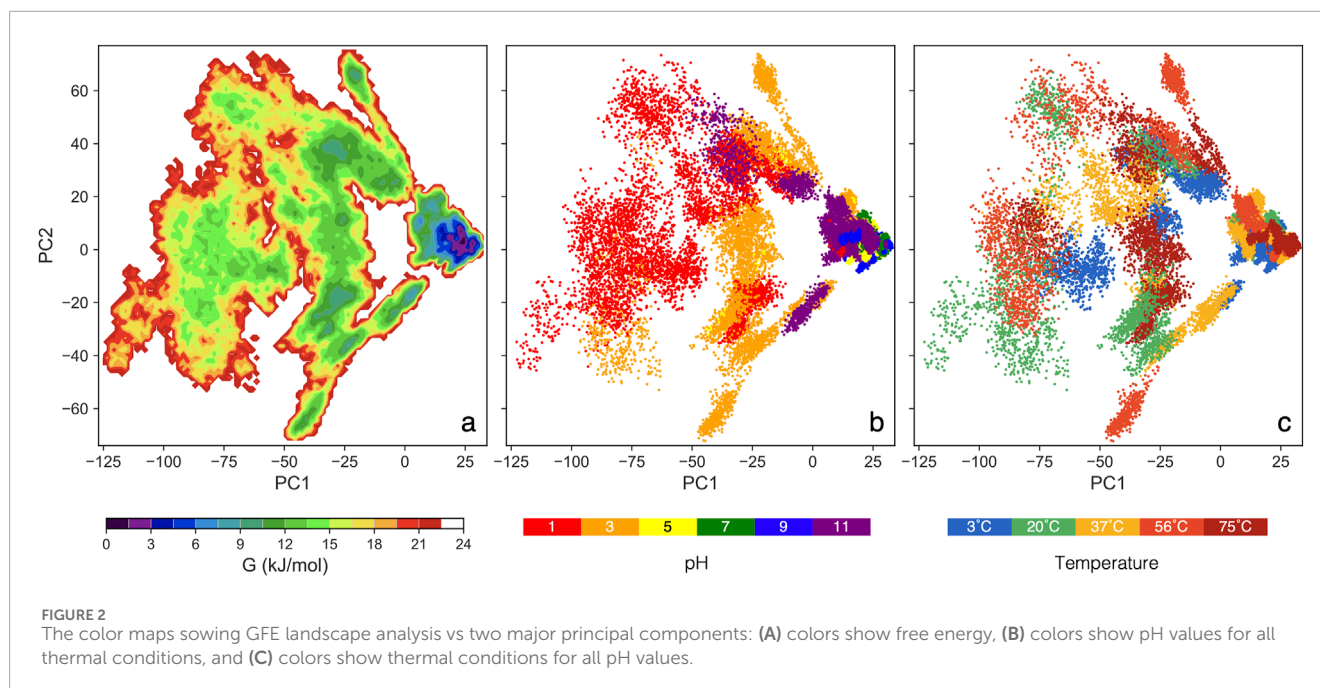 60
40
20
0
−20
−40
−60
PC2
a
b
c
−125 −100 −75 −50 −25 0 25
−125 −100 −75 −50 −25 0 25
−125 −100 −75 −50 −25 0 25
PC1
PC1
PC1
0 3 6 9 12 15 18 21 24
G (kJ/mol)
1 3 5 7 9 11
pH
3˚C 20˚C 37˚C 56˚C 75˚C
Temperature
FIGURE 2
The color maps sowing GFE landscape analysis vs two major principal components: (A) colors show free energy, (B) colors show pH values for all
thermal conditions, and (C) colors show thermal conditions for all pH values.